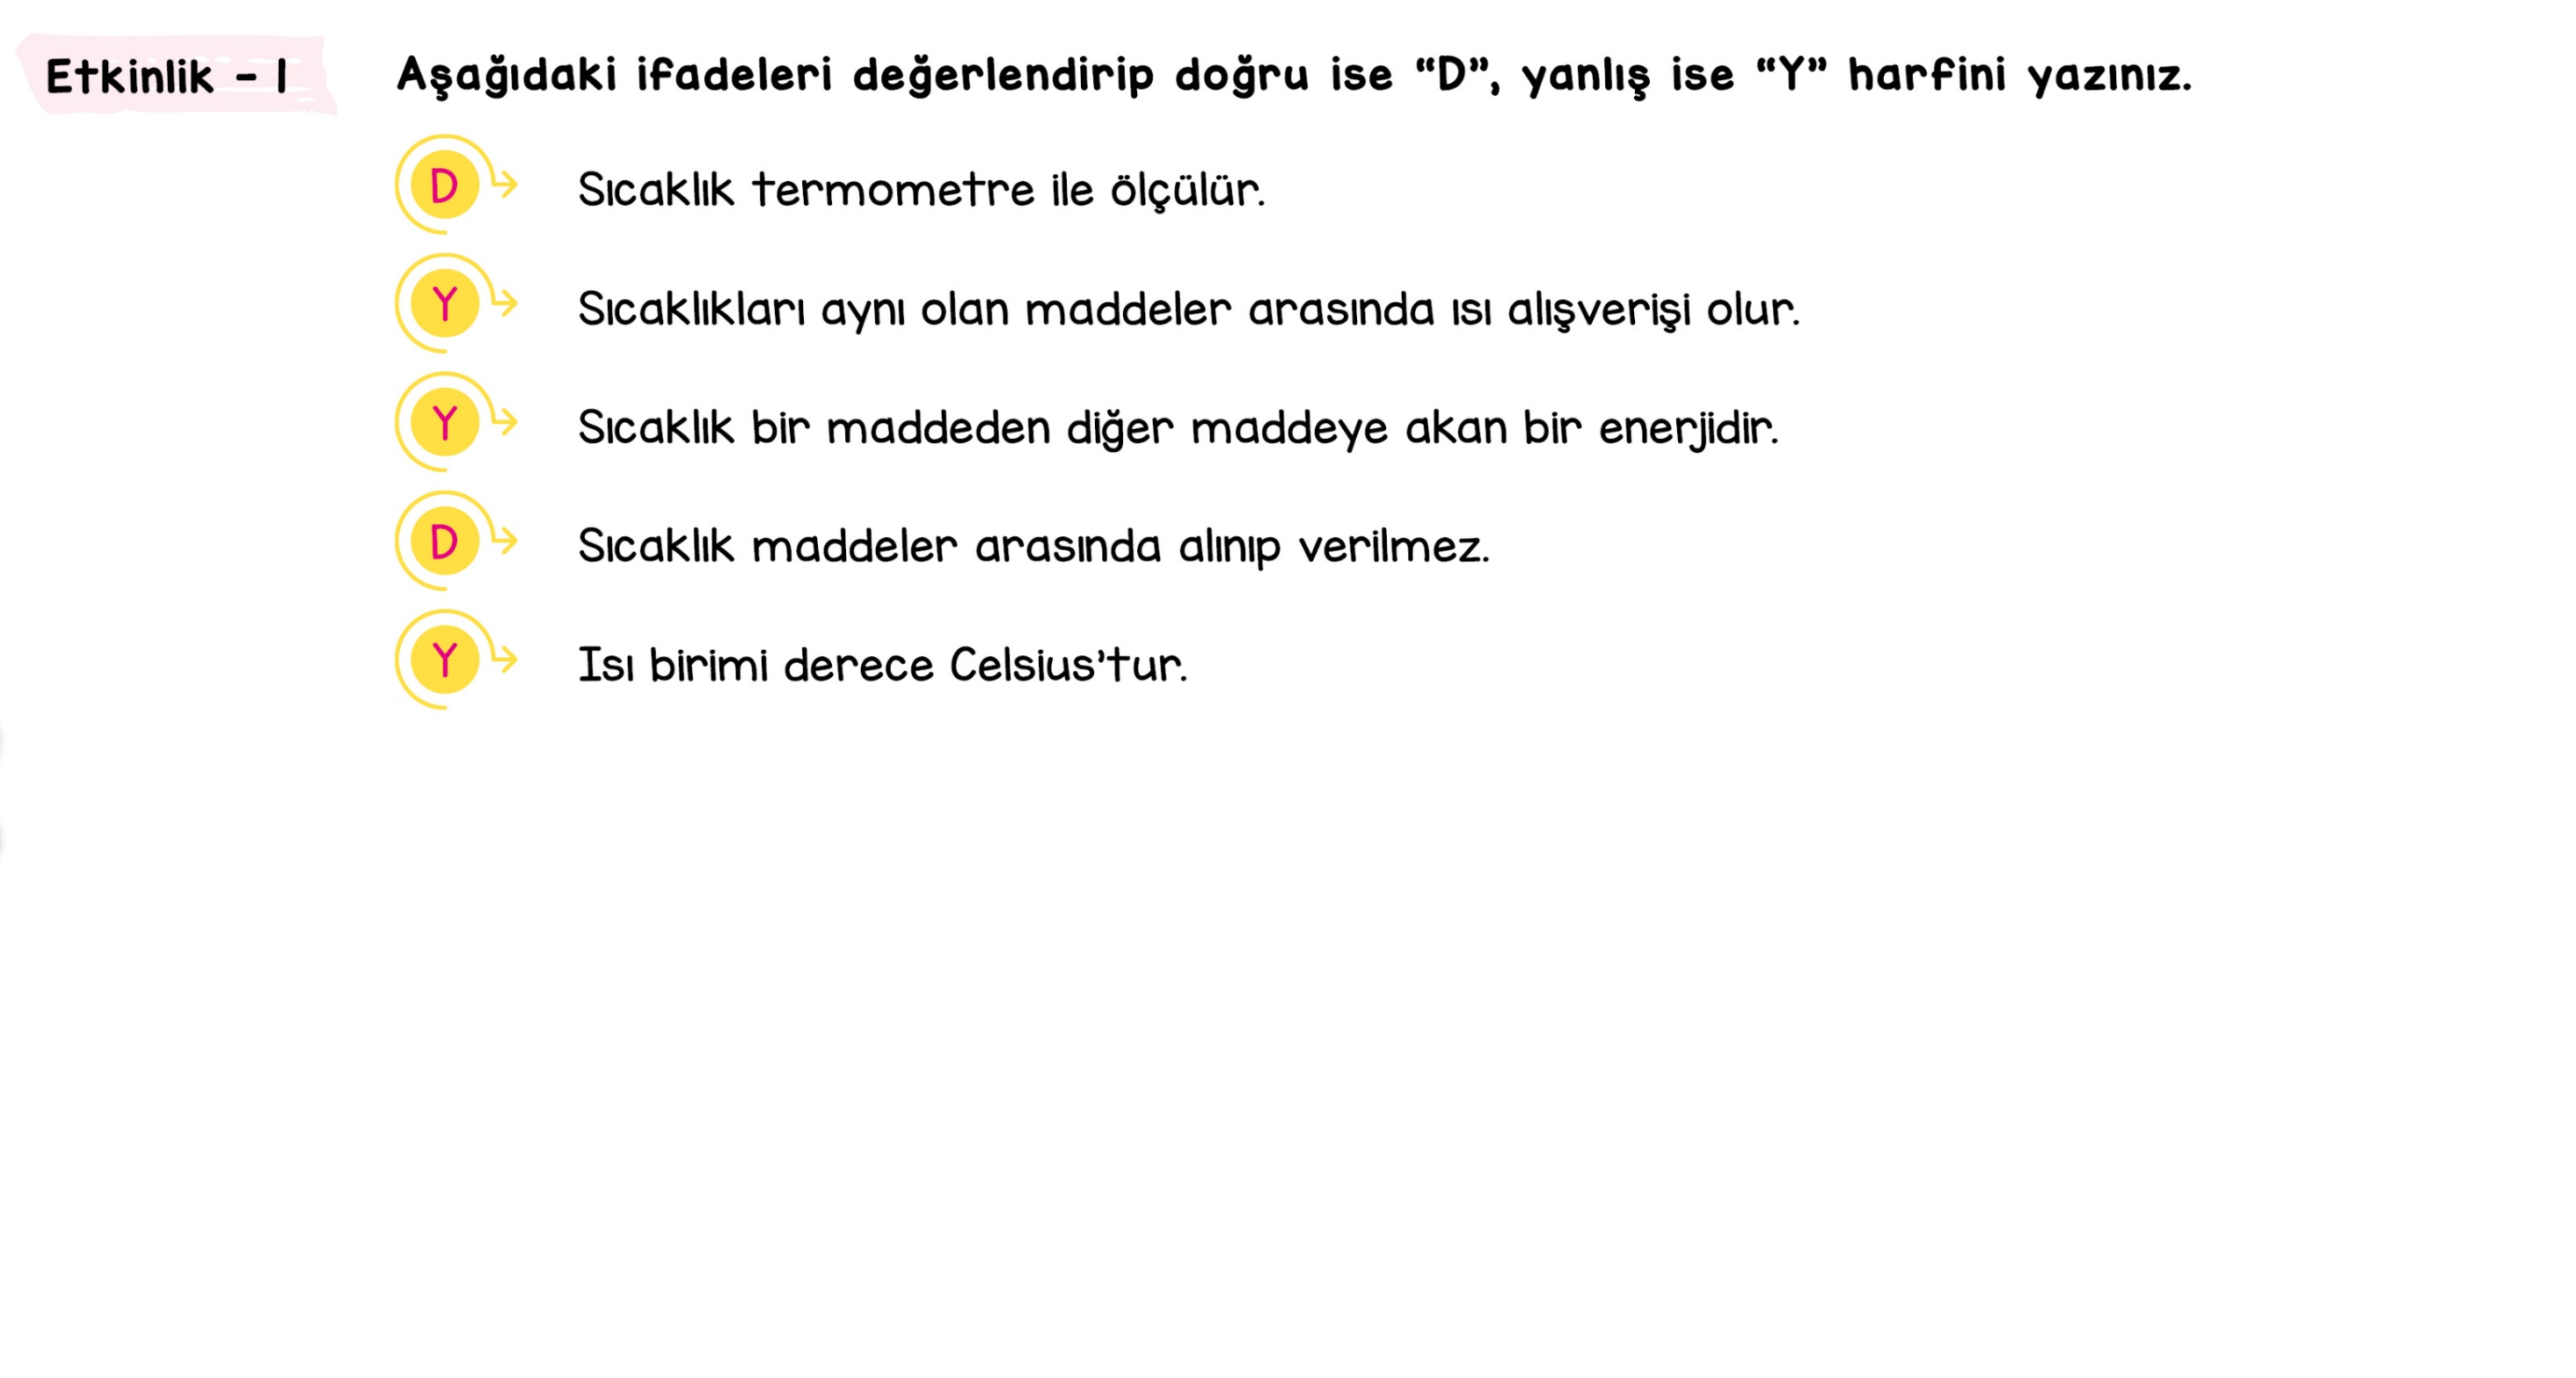 Etkinlik - 1 Aşağıdaki ifadeleri değerlendirip doğru ise “D”, yanlış ise “Y” harfini yazınız.
D Sıcaklık termometre ile ölçülür.
Y Sıcaklıkları aynı olan maddeler arasında ısı alışverişi olur.
Y Sıcaklık bir maddeden diğer maddeye akan bir enerjidir.
D Sıcaklık maddeler arasında alınıp verilmez.
Y Isı birimi derece Celsius’tur.